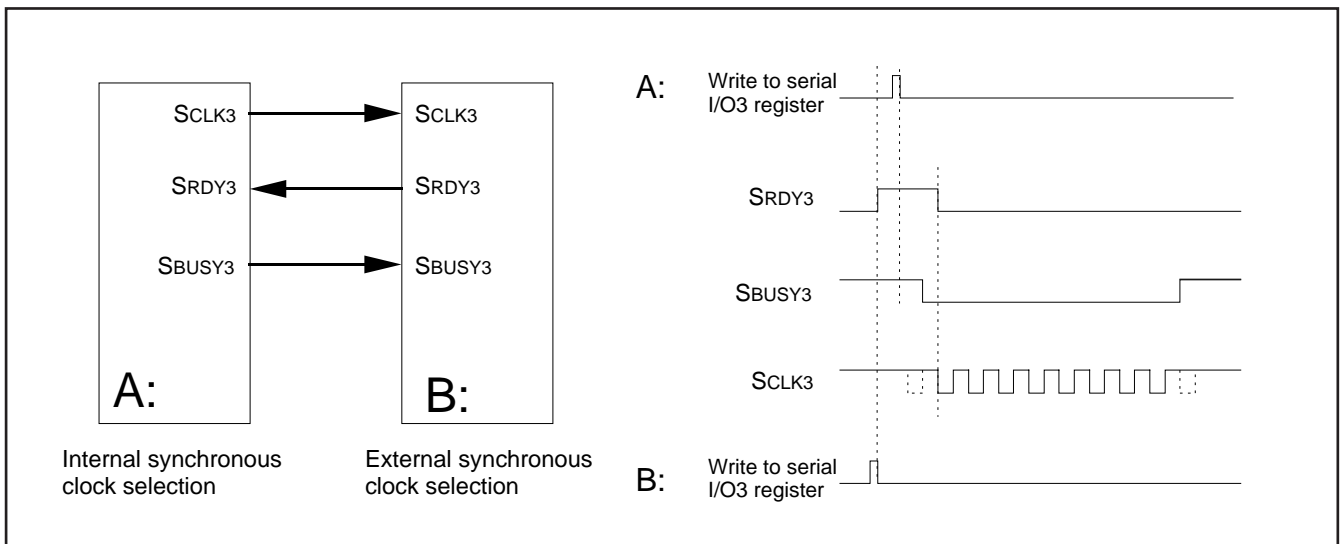 SCLK3
SRDY3
SBUSY3
A:
Internal synchronous
clock selection
SCLK3
SRDY3
SBUSY3
B:
External synchronous
clock selection
A:
Write to serial
I/O3 register
SRDY3
SBUSY3
SCLK3
B:
Write to serial
I/O3 register